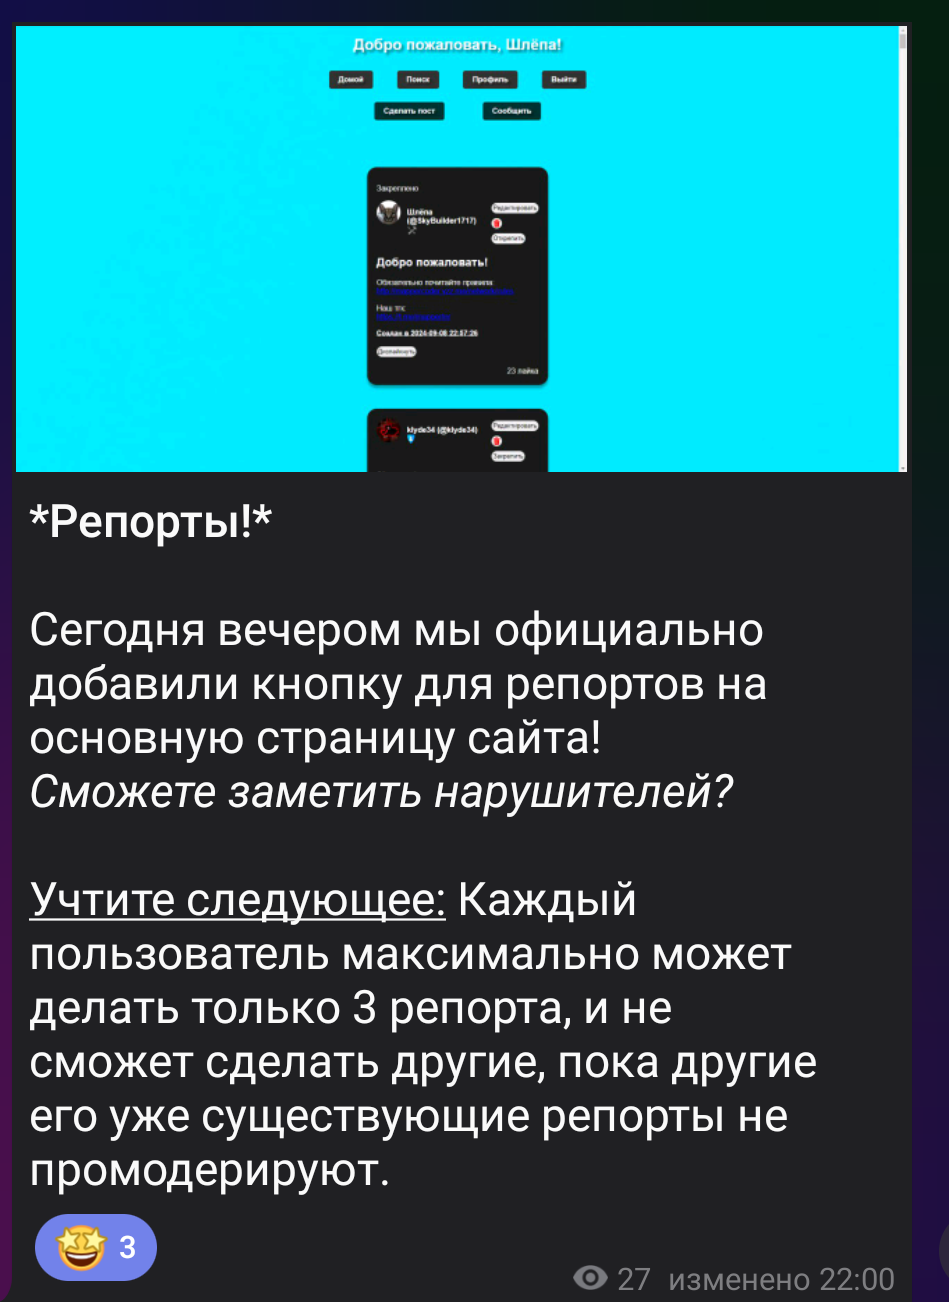 Добро пожаловать, Шлёпа!
Домой Поиск Профиль Выйти
Сделать пост Сообщить
Закреплено
Шлёпа
(@SkyBuilder1717)
Редактировать
Открепить
Добро пожаловать!
Обязательно почитайте правила:
Наш тгк:
Создан в 2024-09-08 22:57:26
Дизлайкнуть
23 лайка
klyde34 (@klyde34)
Редактировать
Закрепить
*Репорты!*
Сегодня вечером мы официально
добавили кнопку для репортов на
основную страницу сайта!
Сможете заметить нарушителей?
Учтите следующее: Каждый
пользователь максимально может
делать только 3 репорта, и не
сможет сделать другие, пока другие
его уже существующие репорты не
промодерируют.
3
27 изменено 22:00